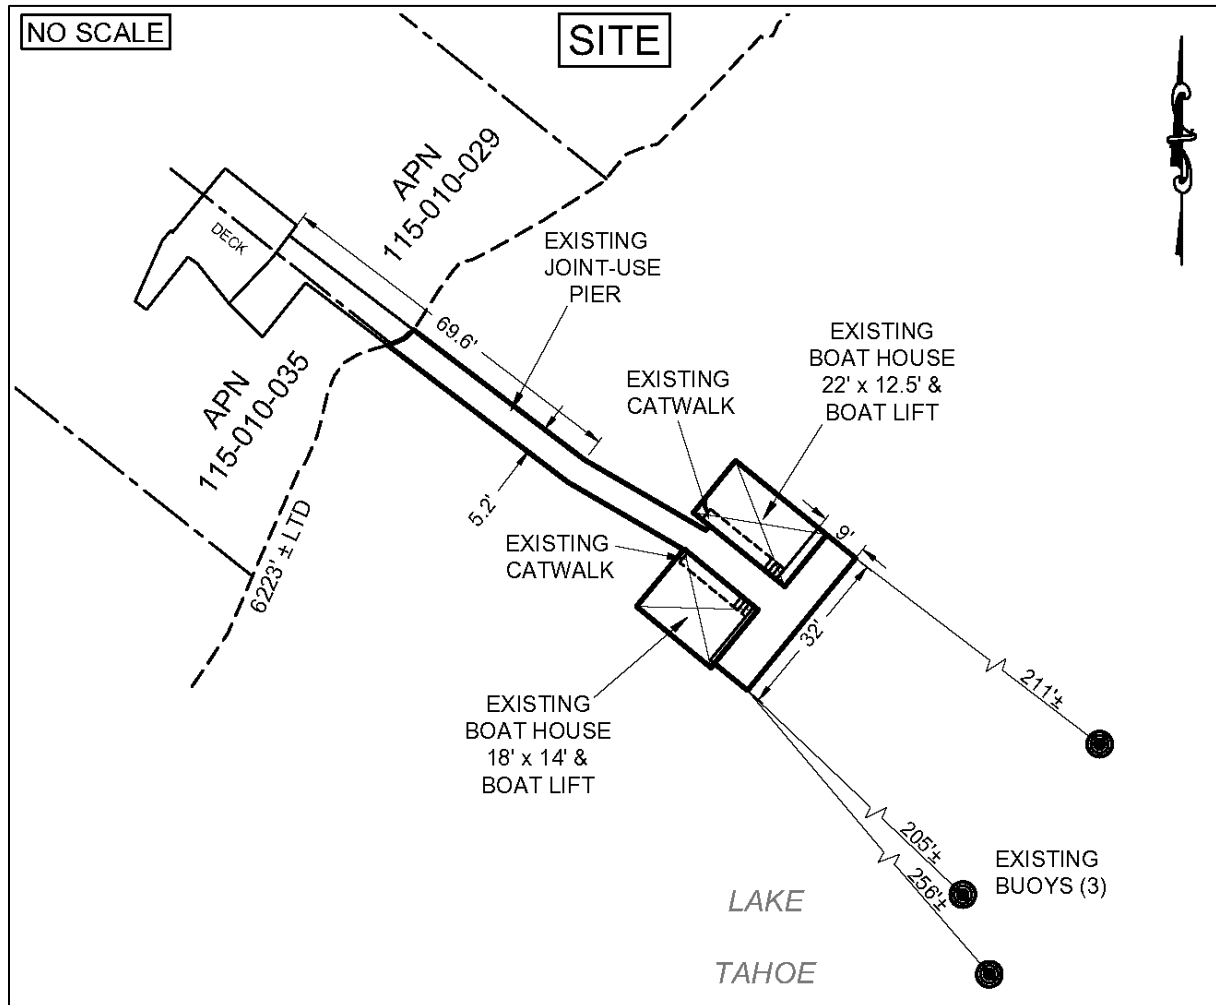 NO SCALE
SITE
APN
115-010-029
DECK
EXISTING
JOINT-USE
PIER
69.6'
EXISTING
BOAT HOUSE
22' x 12.5' &
BOAT LIFT
EXISTING
CATWALK
APN
115-010-035
5.2'
9'
EXISTING
CATWALK
6223' ± LTD
32'
211'±
EXISTING
BOAT HOUSE
18' x 14' &
BOAT LIFT
205'±
256'±
EXISTING
BUOYS (3)
LAKE
TAHOE